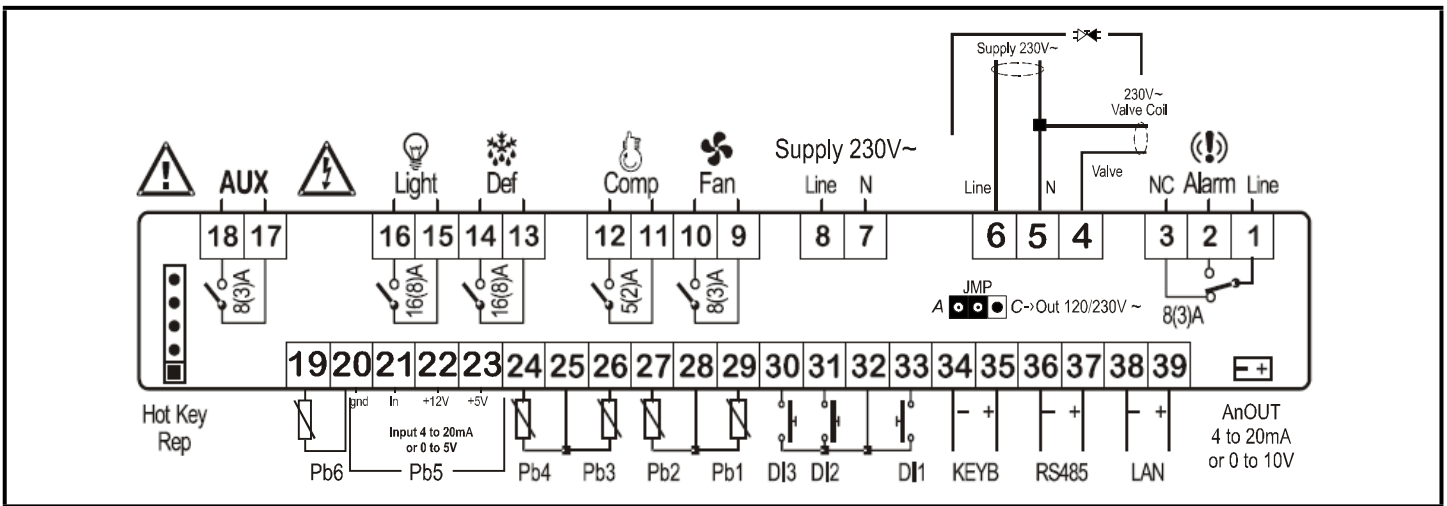 Supply 230V~
230V~
Valve Coil
Line N Valve
AUX Light Def Comp Fan
Supply 230V~
Line N
NC Alarm Line
18 17 16 15 14 13 12 11 10 9 8 7 6 5 4 3 2 1
8(3)A 16(8)A 16(8)A 5(2)A 8(3)A
JMP
A C->Out 120/230V ~
8(3)A
19 20 21 22 23 24 25 26 27 28 29 30 31 32 33 34 35 36 37 38 39
- +
gnd In +12V +5V
Input 4 to 20mA
or 0 to 5V
- + - + - +
Hot Key
Rep
Pb6 Pb5 Pb4 Pb3 Pb2 Pb1 DI3 DI2 DI1 KEYB RS485 LAN
AnOUT
4 to 20mA
or 0 to 10V